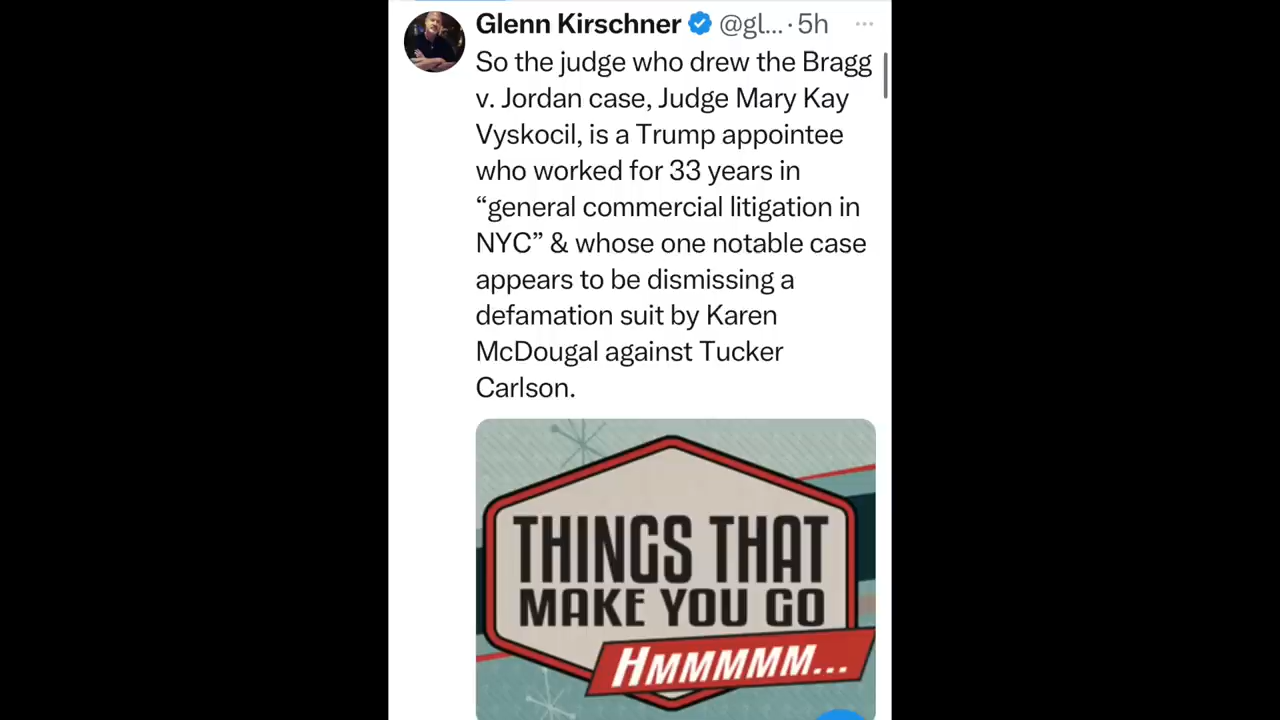 Glenn Kirschner @gl... · 5h ...
So the judge who drew the Bragg
v. Jordan case, Judge Mary Kay
Vyskocil, is a Trump appointee
who worked for 33 years in
“general commercial litigation in
NYC” & whose one notable case
appears to be dismissing a
defamation suit by Karen
McDougal against Tucker
Carlson.
THINGS THAT
MAKE YOU GO
HMMMMM...